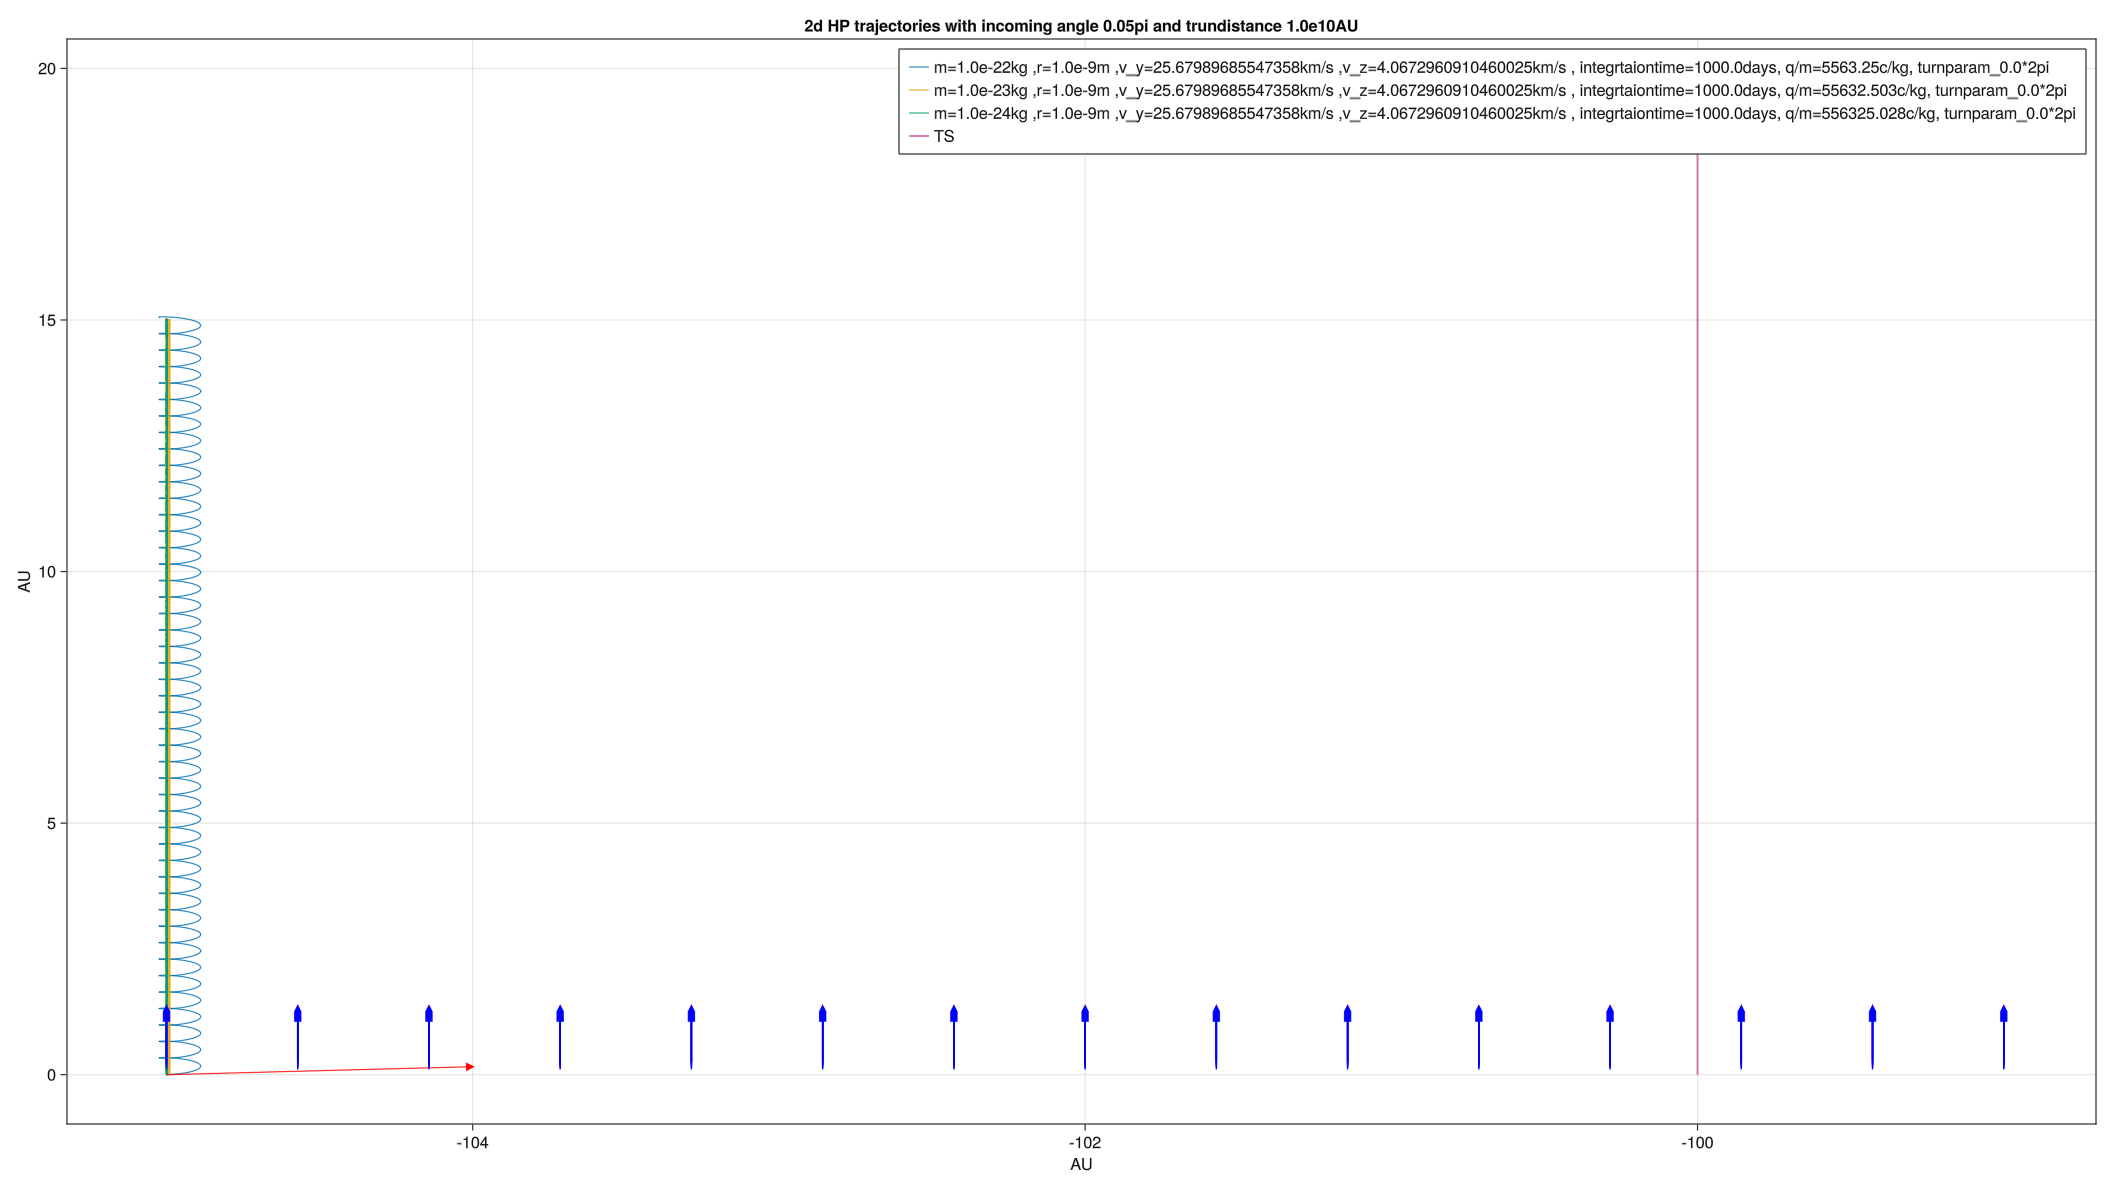 2d HP trajectories with incoming angle 0.05pi and trundistance 1.0e10AU
m=1.0e-22kg ,r=1.0e-9m ,v_y=25.67989685547358km/s ,v_z=4.0672960910460025km/s , integrtaiontime=1000.0days, q/m=5563.25c/kg, turnparam_0.0*2pi
m=1.0e-23kg ,r=1.0e-9m ,v_y=25.67989685547358km/s ,v_z=4.0672960910460025km/s , integrtaiontime=1000.0days, q/m=55632.503c/kg, turnparam_0.0*2pi
m=1.0e-24kg ,r=1.0e-9m ,v_y=25.67989685547358km/s ,v_z=4.0672960910460025km/s , integrtaiontime=1000.0days, q/m=556325.028c/kg, turnparam_0.0*2pi
TS
20
15
10
5
0
AU
-104
-102
-100
AU